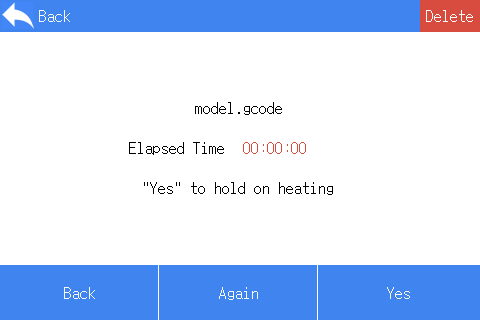 Back
Delete
model.gcode
Elapsed Time 00:00:00
"Yes" to hold on heating
Back
Again
Yes